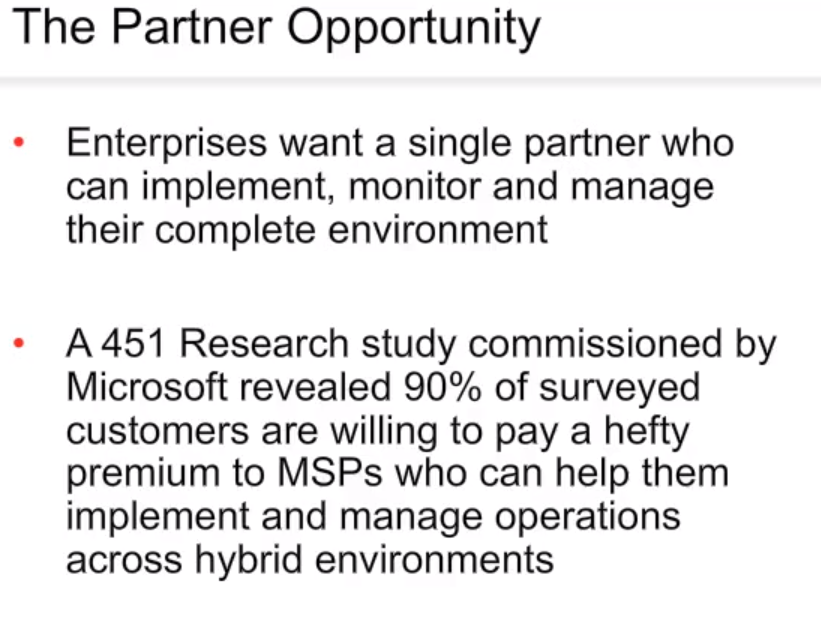 The Partner Opportunity
• Enterprises want a single partner who
can implement, monitor and manage
their complete environment
• A 451 Research study commissioned by
Microsoft revealed 90% of surveyed
customers are willing to pay a hefty
premium to MSPs who can help them
implement and manage operations
across hybrid environments